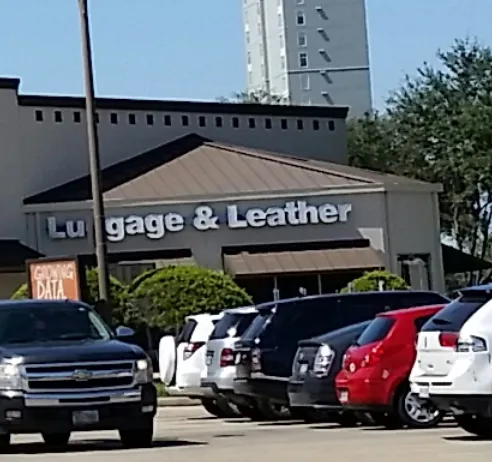 Luggage & Leather
GROWING
DATA